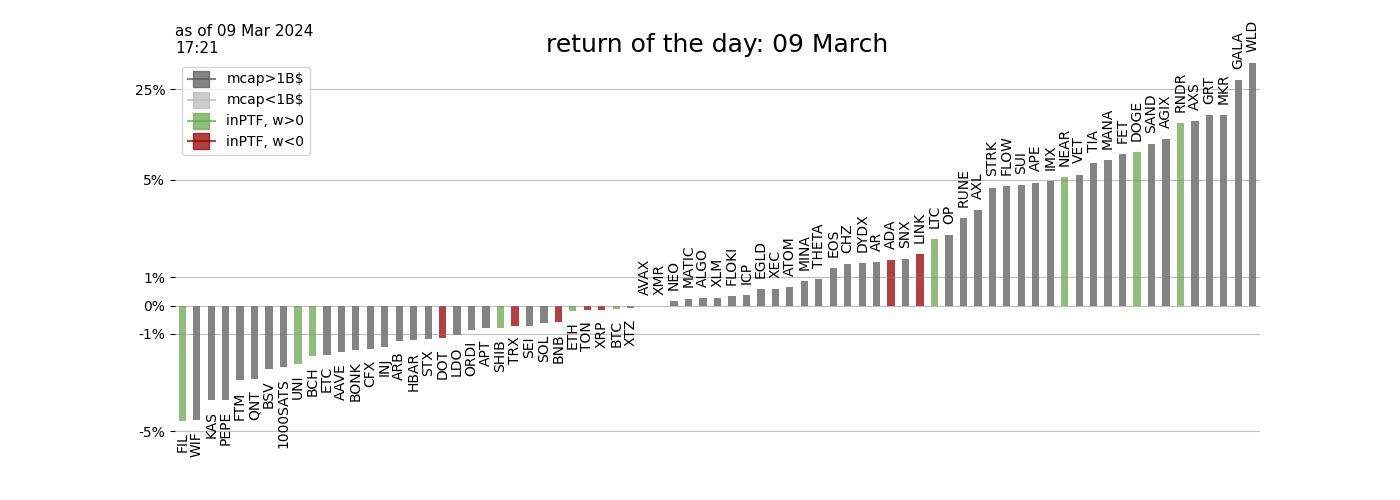 as of 09 Mar 2024
17:21
return of the day: 09 March
mcap>1B$
mcap<1B$
inPTF, w>0
inPTF, w<0
25%
5%
1%
0%
-1%
-5%
FIL
WIF
KAS
PEPE
FTM
QNT
BSV
1000SATS
UNI
BCH
ETC
AAVE
BONK
CFX
INJ
ARB
HBAR
STX
DOT
LDO
ORDI
APT
SHIB
TRX
SEI
SOL
BNB
ETH
TON
XRP
BTC
XTZ
AVAX
XMR
NEO
MATIC
ALGO
XLM
FLOKI
ICP
EGLD
XEC
ATOM
MINA
THETA
EOS
CHZ
DYDX
AR
ADA
SNX
LINK
LTC
OP
RUNE
AXL
STRK
FLOW
SUI
APE
IMX
NEAR
VET
TIA
MANA
FET
DOGE
SAND
AGIX
RNDR
AXS
GRT
MKR
GALA
WLD